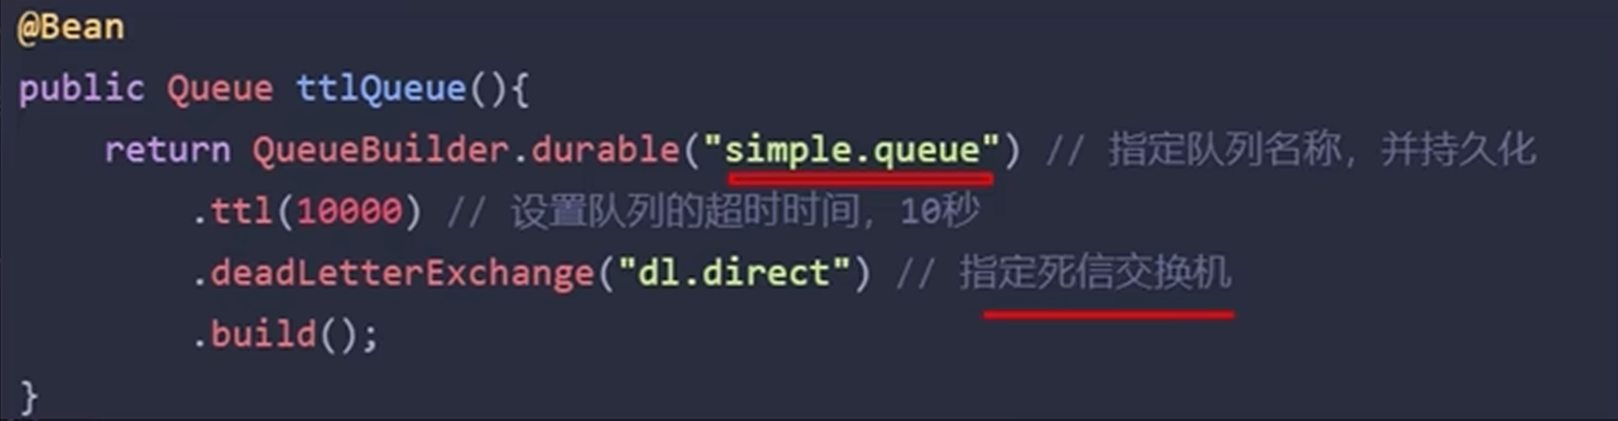 @Bean
public Queue ttlQueue(){
    return QueueBuilder.durable("simple.queue") // 指定队列名称，并持久化
        .ttl(10000) // 设置队列的超时时间，10秒
        .deadLetterExchange("dl.direct") // 指定死信交换机
        .build();
}